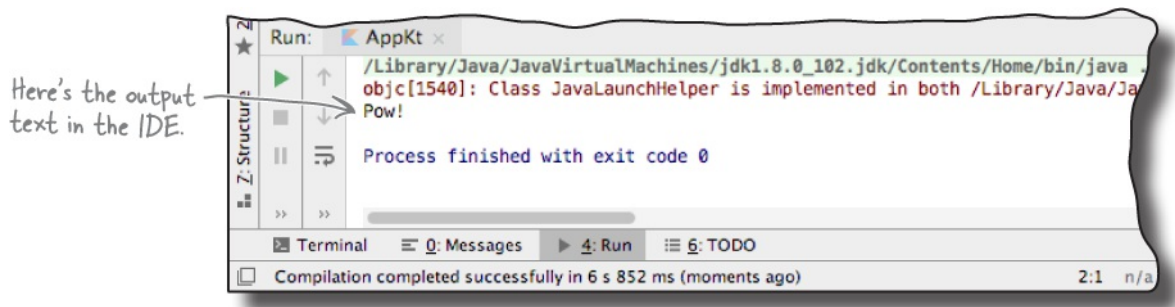 Here's the output
text in the IDE.
Run: AppKt ×
/Library/Java/JavaVirtualMachines/jdk1.8.0_102.jdk/Contents/Home/bin/java .
objc[1540]: Class JavaLaunchHelper is implemented in both /Library/Java/Ja
Pow!
Process finished with exit code 0
Z: Structure
>> >>
Terminal 0: Messages 4: Run 6: TODO
Compilation completed successfully in 6 s 852 ms (moments ago) 2:1 n/a